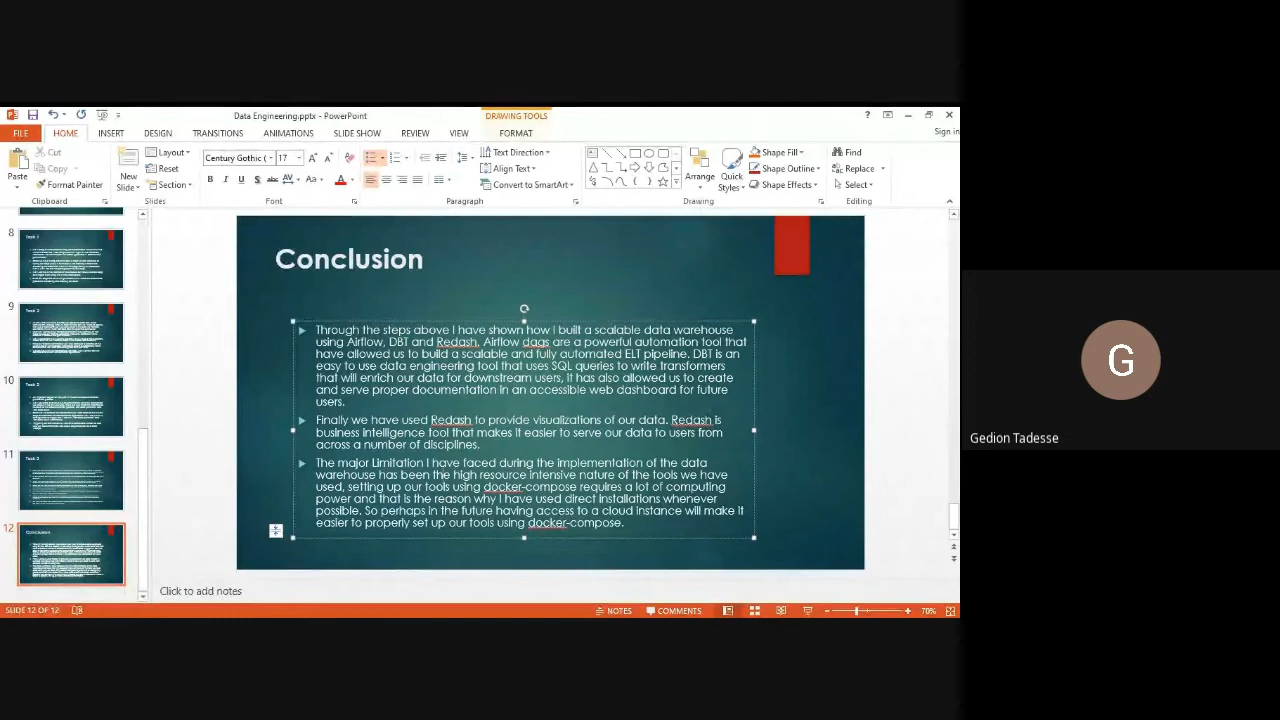 Data Engineering.pptx - PowerPoint
DRAWING TOOLS
?
Sign in
FILE
HOME
INSERT
DESIGN
TRANSITIONS
ANIMATIONS
SLIDE SHOW
REVIEW
VIEW
FORMAT
Paste
Cut
Copy
Format Painter
Clipboard
New
Slide
Layout
Reset
Section
Slides
Century Gothic (
17
B I U S abc AV Aa A
Font
Text Direction
Align Text
Convert to SmartArt
Paragraph
Arrange
Quick
Styles
Shape Fill
Shape Outline
Shape Effects
Drawing
Find
Replace
Select
Editing
8
9
10
11
12
Conclusion
Through the steps above I have shown how I built a scalable data warehouse
using Airflow, DBT and Redash. Airflow dags are a powerful automation tool that
have allowed us to build a scalable and fully automated ELT pipeline. DBT is an
easy to use data engineering tool that uses SQL queries to write transformers
that will enrich our data for downstream users, it has also allowed us to create
and serve proper documentation in an accessible web dashboard for future
users.
Finally we have used Redash to provide visualizations of our data. Redash is
business intelligence tool that makes it easier to serve our data to users from
across a number of disciplines.
The major Limitation I have faced during the implementation of the data
warehouse has been the high resource intensive nature of the tools we have
used, setting up our tools using docker-compose requires a lot of computing
power and that is the reason why I have used direct installations whenever
possible. So perhaps in the future having access to a cloud instance will make it
easier to properly set up our tools using docker-compose.
Click to add notes
SLIDE 12 OF 12
NOTES
COMMENTS
70%
G
Gedion Tadesse